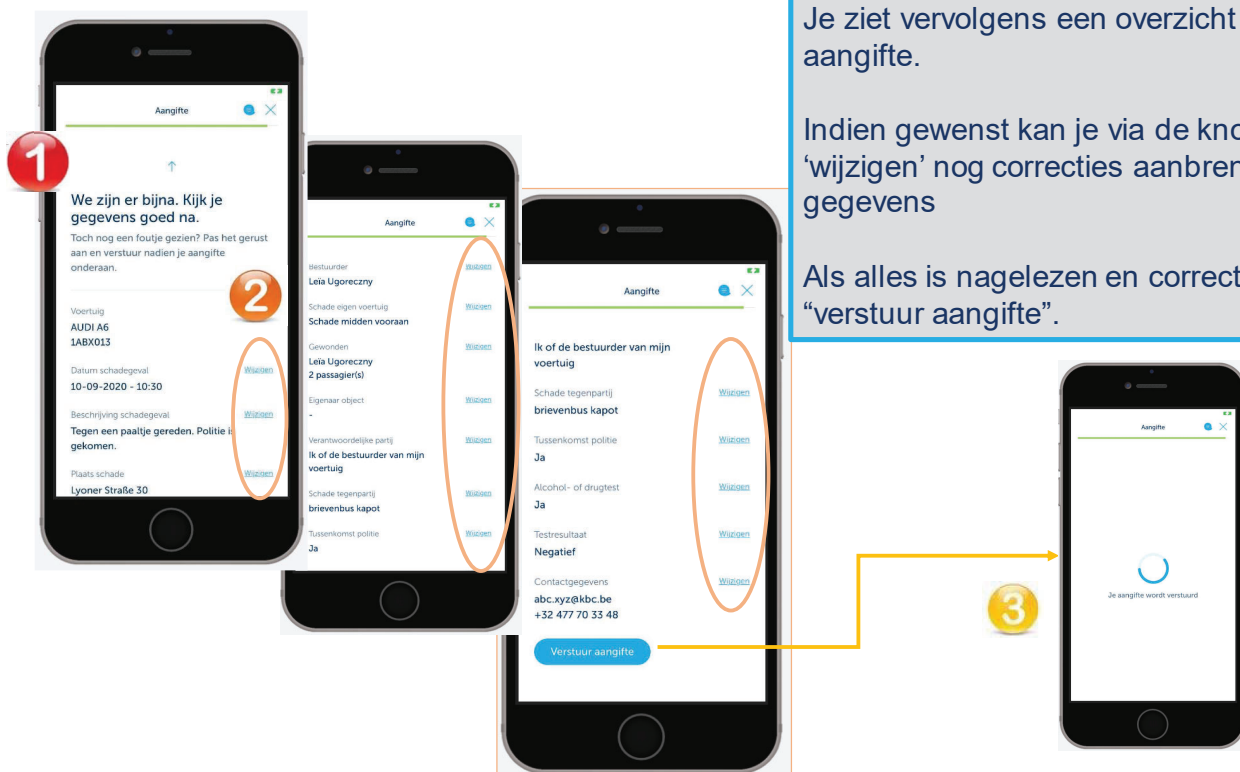 Je ziet vervolgens een overzicht
aangifte.
Indien gewenst kan je via de
‘wijzigen’ nog correcties
gegevens
Als alles is nagelezen en correct
“verstuur aangifte”.
1
Aangifte
We zijn er bijna. Kijk je
gegevens goed na.
Toch nog een foutje gezien? Pas het gerust
aan en verstuur nadien je aangifte
onderaan.
2
Voertuig
AUDI A6
1ABX013
Datum schadegeval Wijzigen
10-09-2020 - 10:30
Beschrijving schadegeval Wijzigen
Tegen een paaltje gereden. Politie is
gekomen.
Plaats schade Wijzigen
Lyoner Straße 30
Aangifte
Bestuurder Wijzigen
Leïa Ugoreczny
Schade eigen voertuig Wijzigen
Schade midden vooraan
Gewonden Wijzigen
Leïa Ugoreczny
2 passagier(s)
Eigenaar object Wijzigen
-
Verantwoordelijke partij Wijzigen
Ik of de bestuurder van mijn
voertuig
Schade tegenpartij Wijzigen
brievenbus kapot
Tussenkomst politie Wijzigen
Ja
Aangifte
Ik of de bestuurder van mijn
voertuig
Schade tegenpartij Wijzigen
brievenbus kapot
Tussenkomst politie Wijzigen
Ja
Alcohol- of drugtest Wijzigen
Ja
Testresultaat Wijzigen
Negatief
Contactgegevens Wijzigen
abc.xyz@kbc.be
+32 477 70 33 48
Verstuur aangifte
3
Aangifte
Je aangifte wordt verstuurd